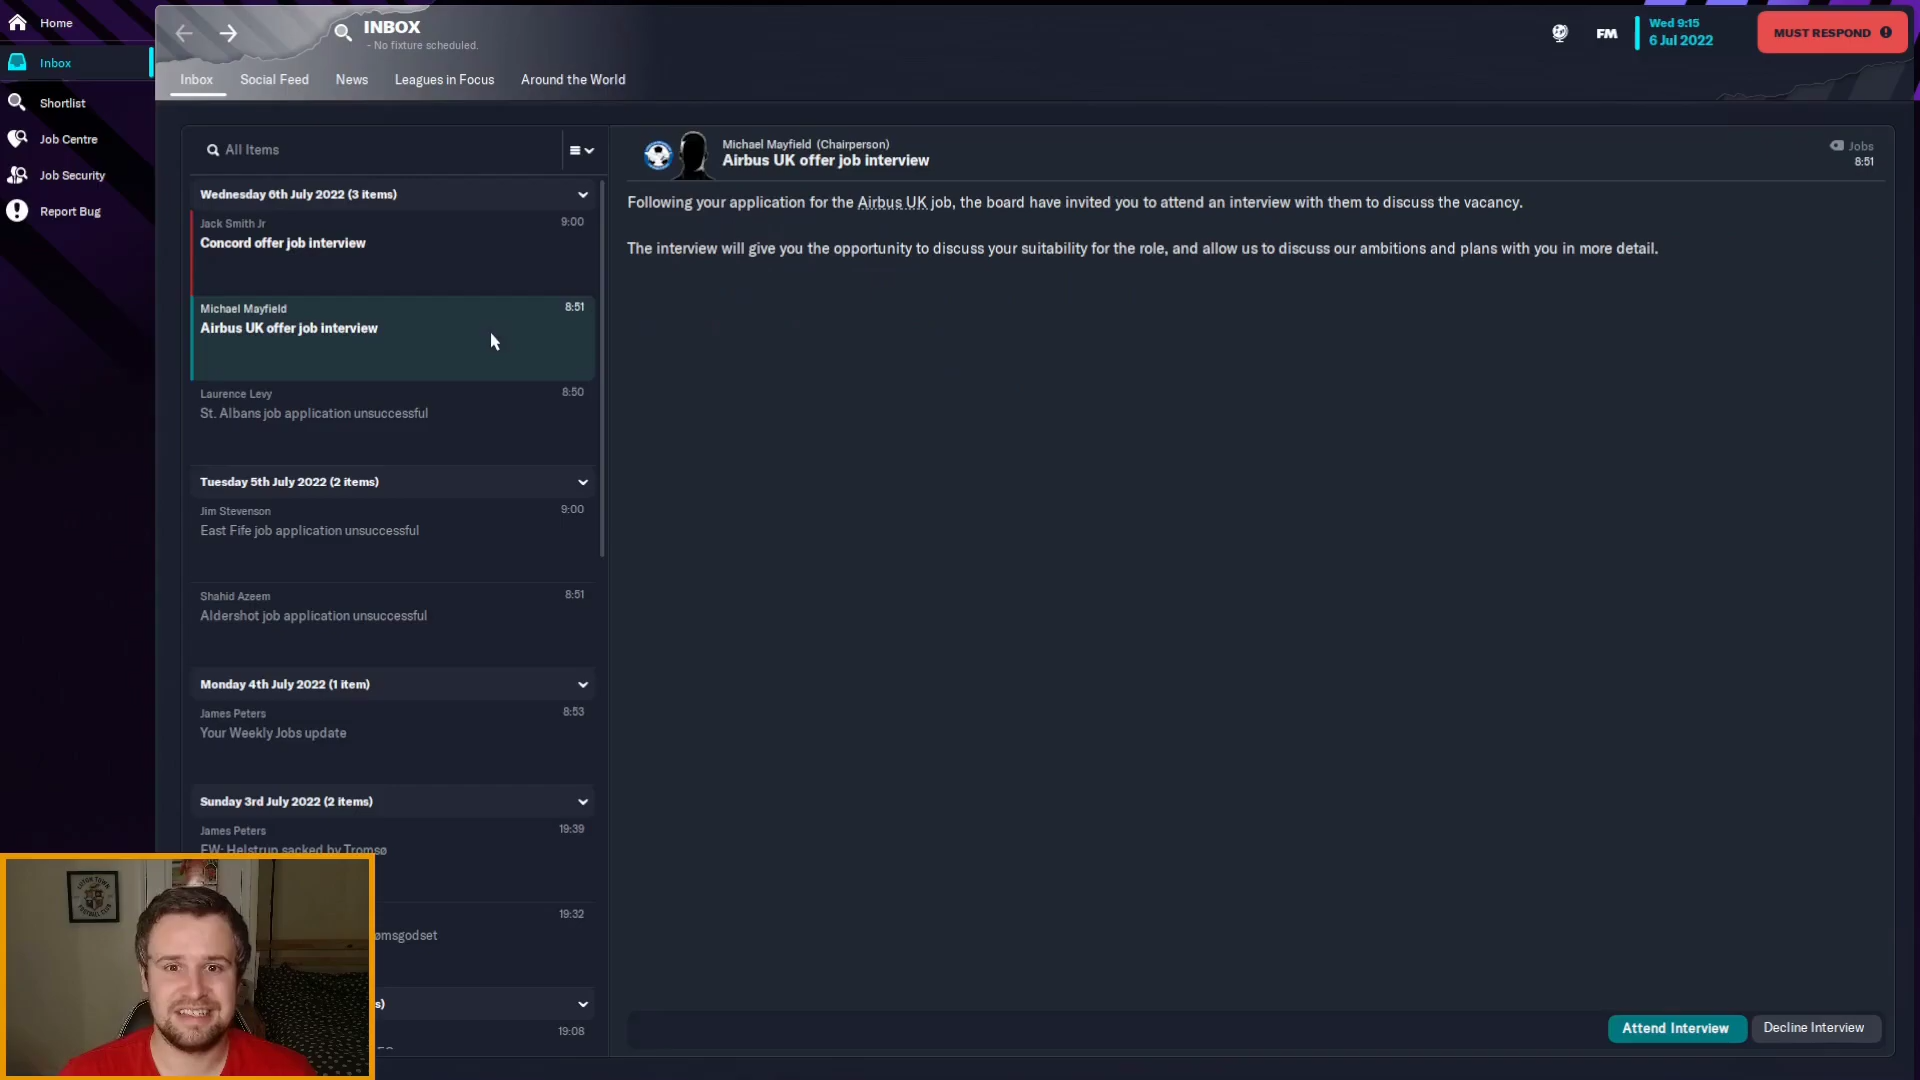 Home
Inbox
Shortlist
Job Centre
Job Security
Report Bug
INBOX
- No fixture scheduled.
FM
Wed 9:15
6 Jul 2022
MUST RESPOND
Inbox
Social Feed
News
Leagues in Focus
Around the World
All Items
Wednesday 6th July 2022 (3 items)
Jack Smith Jr
9:00
Concord offer job interview
Michael Mayfield
8:51
Airbus UK offer job interview
Laurence Levy
8:50
St. Albans job application unsuccessful
Tuesday 5th July 2022 (2 items)
Jim Stevenson
9:00
East Fife job application unsuccessful
Shahid Azeem
8:51
Aldershot job application unsuccessful
Monday 4th July 2022 (1 item)
James Peters
8:53
Your Weekly Jobs update
Sunday 3rd July 2022 (2 items)
James Peters
19:39
FW: Helstrup sacked by Tromsø
19:32
ømsgodset
s)
19:08
Michael Mayfield (Chairperson)
Airbus UK offer job interview
Jobs
8:51
Following your application for the Airbus UK job, the board have invited you to attend an interview with them to discuss the vacancy.
The interview will give you the opportunity to discuss your suitability for the role, and allow us to discuss our ambitions and plans with you in more detail.
Attend Interview
Decline Interview
LUTON TOWN